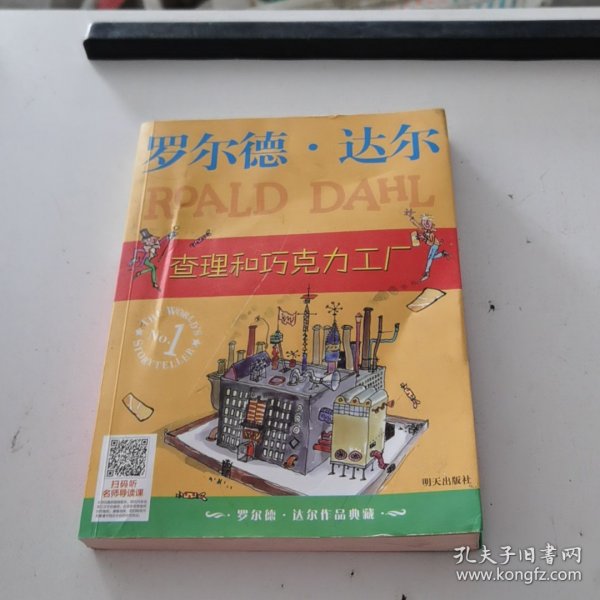 罗尔德·达尔
ROALD DAHL
查理和巧克力工厂
THE WORLD'S
No.1
STORYTELLER
扫码听
名师导读课
明天出版社
·罗尔德·达尔作品典藏·
孔夫子旧书网
www.kongfz.com